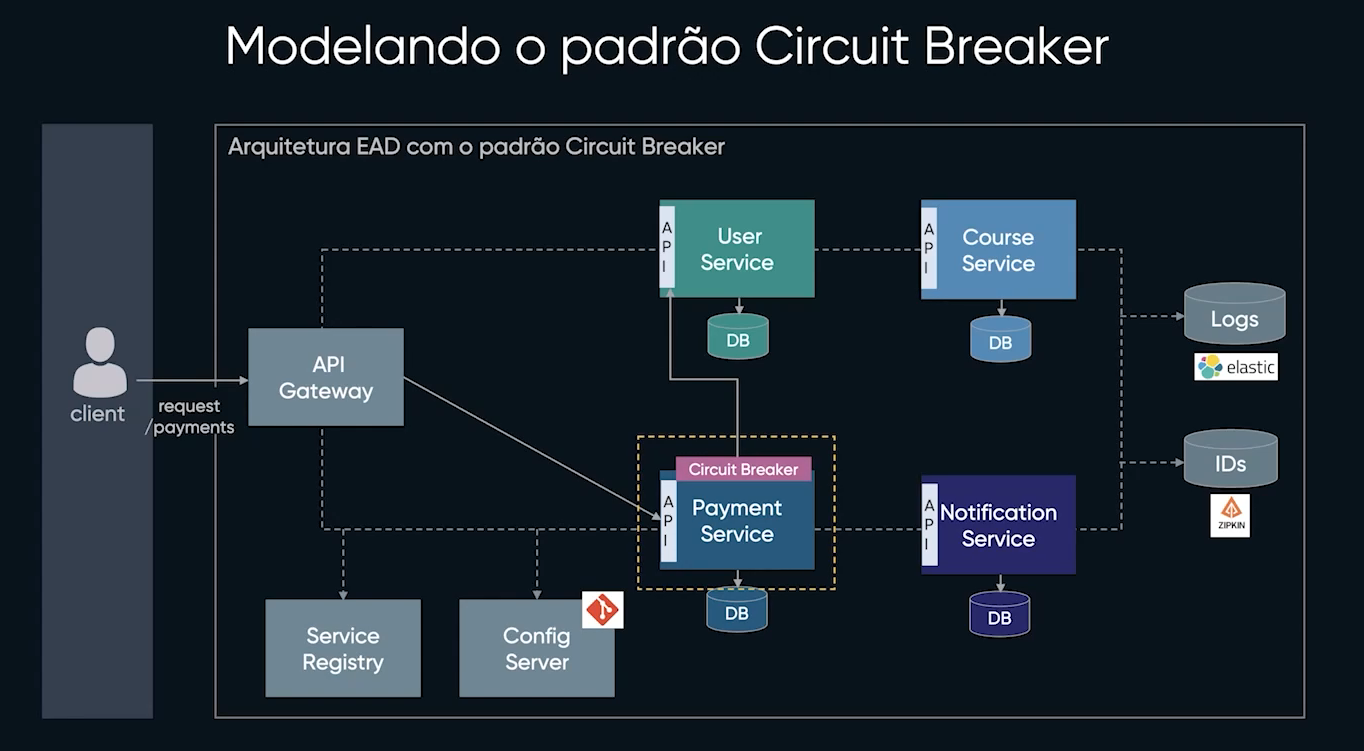 Modelando o padrão Circuit Breaker
Arquitetura EAD com o padrão Circuit Breaker
client
request
/payments
API
Gateway
API
User
Service
DB
API
Course
Service
DB
Logs
elastic
Circuit Breaker
API
Payment
Service
DB
API
Notification
Service
DB
IDs
ZIPKIN
Service
Registry
Config
Server